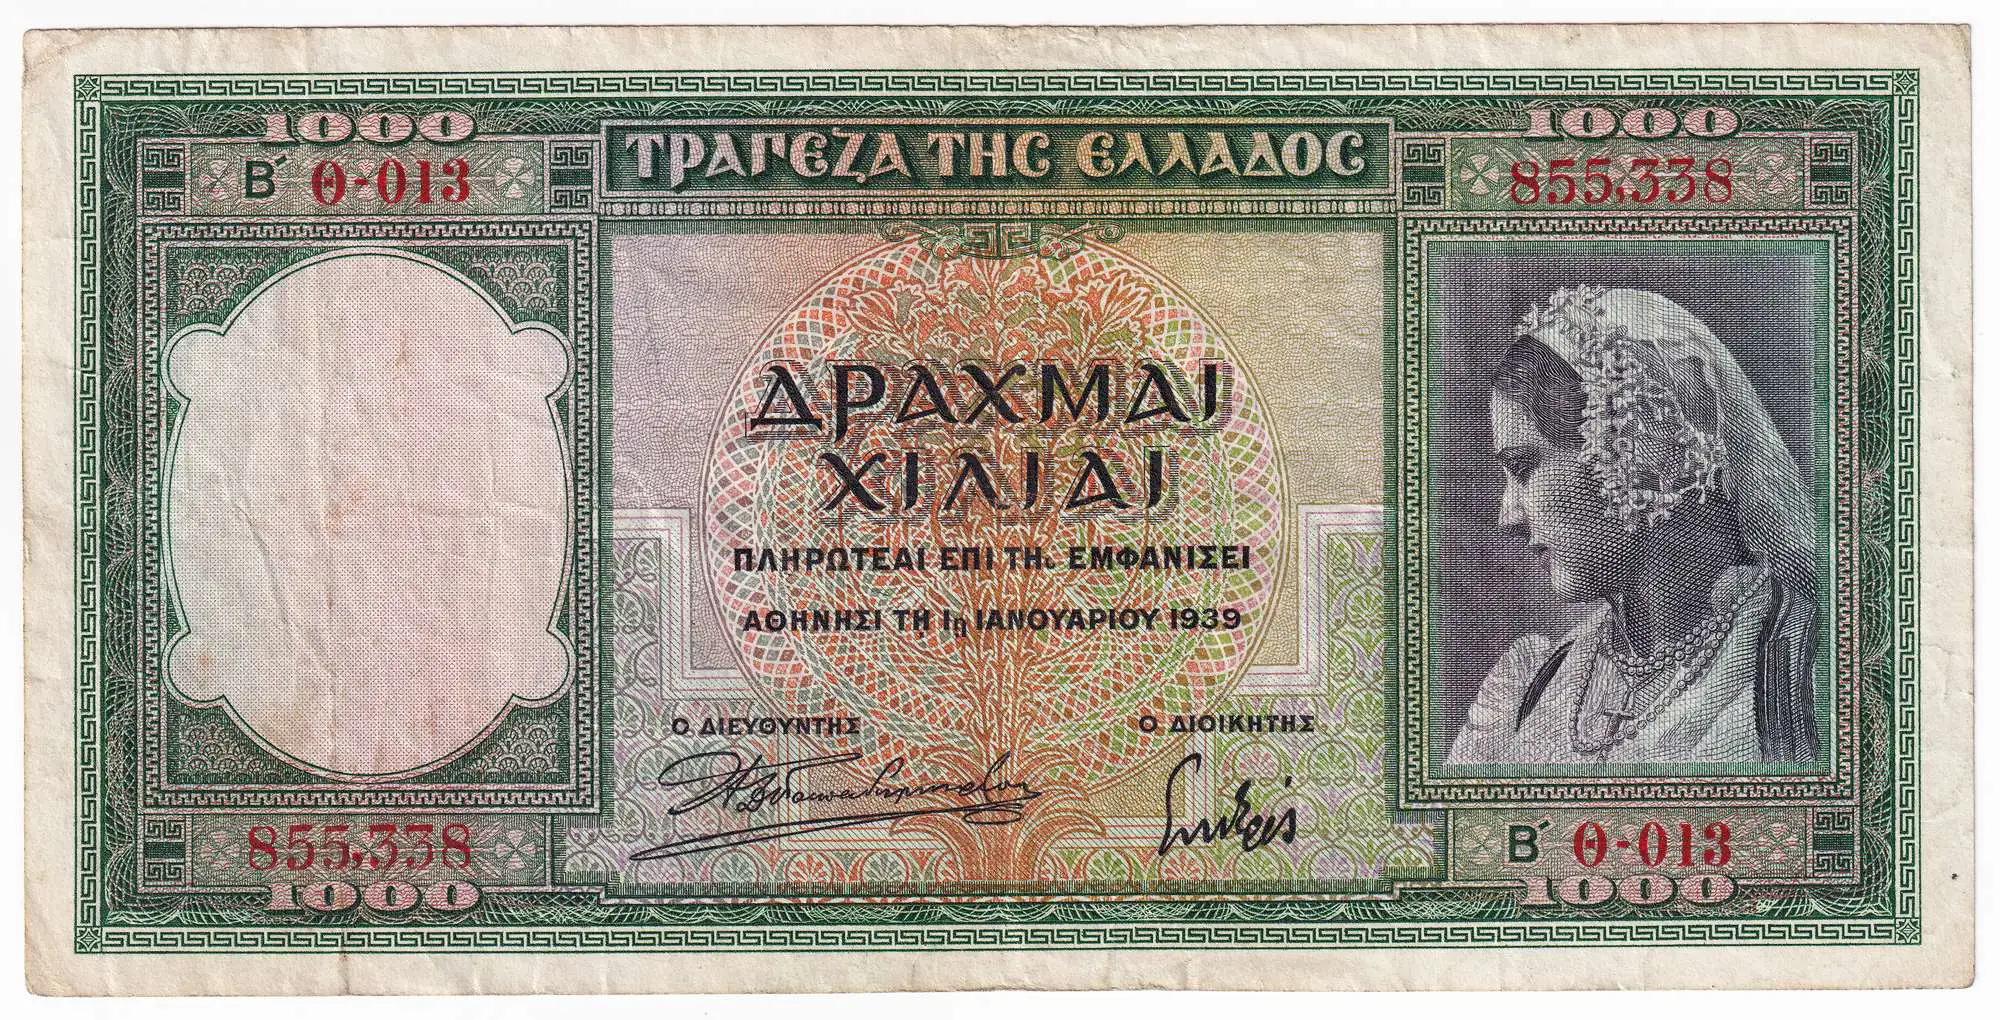 1000
Β΄ Θ-013
ΤΡΑΠΕΖΑ ΤΗΣ ΕΛΛΑΔΟΣ
1000
855,338
ΔΡΑΧΜΑΙ
ΧΙΛΙΑΙ
ΠΛΗΡΩΤΕΑΙ ΕΠΙ ΤΗι ΕΜΦΑΝΙΣΕΙ
ΑΘΗΝΗΣΙ ΤΗ 1η ΙΑΝΟΥΑΡΙΟΥ 1939
Ο ΔΙΕΥΘΥΝΤΗΣ
Ο ΔΙΟΙΚΗΤΗΣ
855,338
1000
Β΄ Θ-013
1000